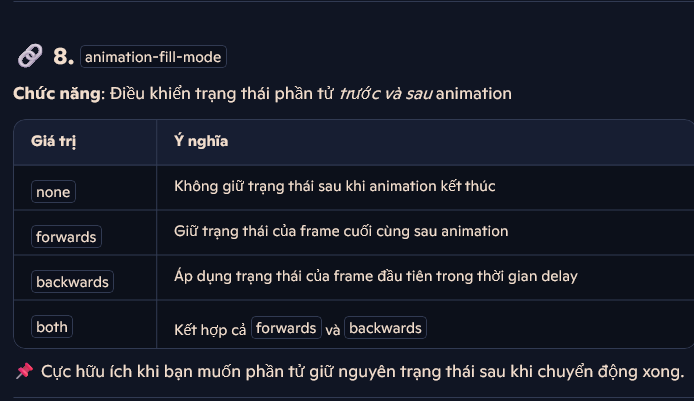 🔗 8. animation-fill-mode
Chức năng: Điều khiển trạng thái phần tử trước và sau animation
Giá trị Ý nghĩa
none Không giữ trạng thái sau khi animation kết thúc
forwards Giữ trạng thái của frame cuối cùng sau animation
backwards Áp dụng trạng thái của frame đầu tiên trong thời gian delay
both Kết hợp cả forwards và backwards
📌 Cực hữu ích khi bạn muốn phần tử giữ nguyên trạng thái sau khi chuyển động xong.